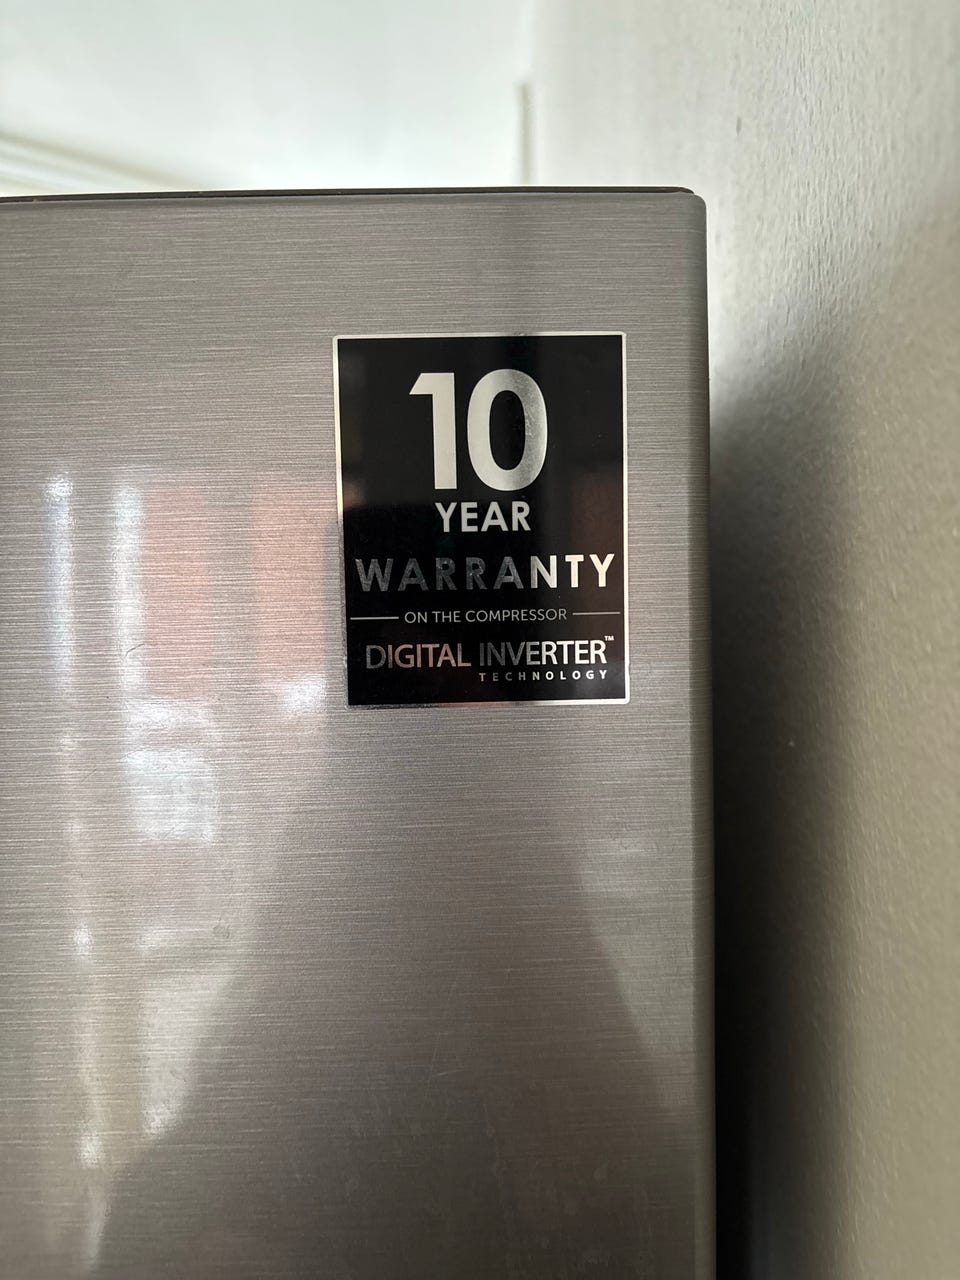 10
YEAR
WARRANTY
ON THE COMPRESSOR
DIGITAL INVERTER™
TECHNOLOGY